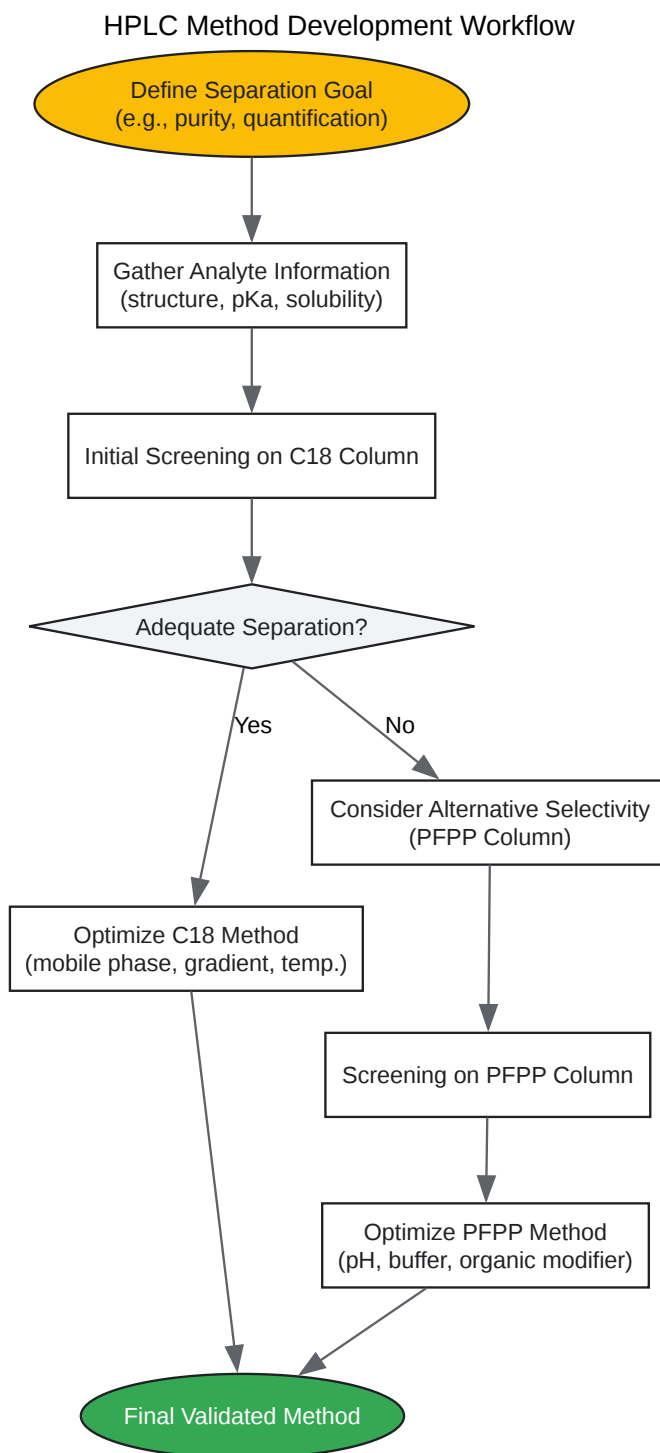 HPLC Method Development Workflow
Define Separation Goal
(e.g., purity, quantification)
Gather Analyte Information
(structure, pKa, solubility)
Initial Screening on C18 Column
Adequate Separation?
Yes
No
Consider Alternative Selectivity
(PFPP Column)
Optimize C18 Method
(mobile phase, gradient, temp.)
Screening on PFPP Column
Optimize PFPP Method
(pH, buffer, organic modifier)
Final Validated Method